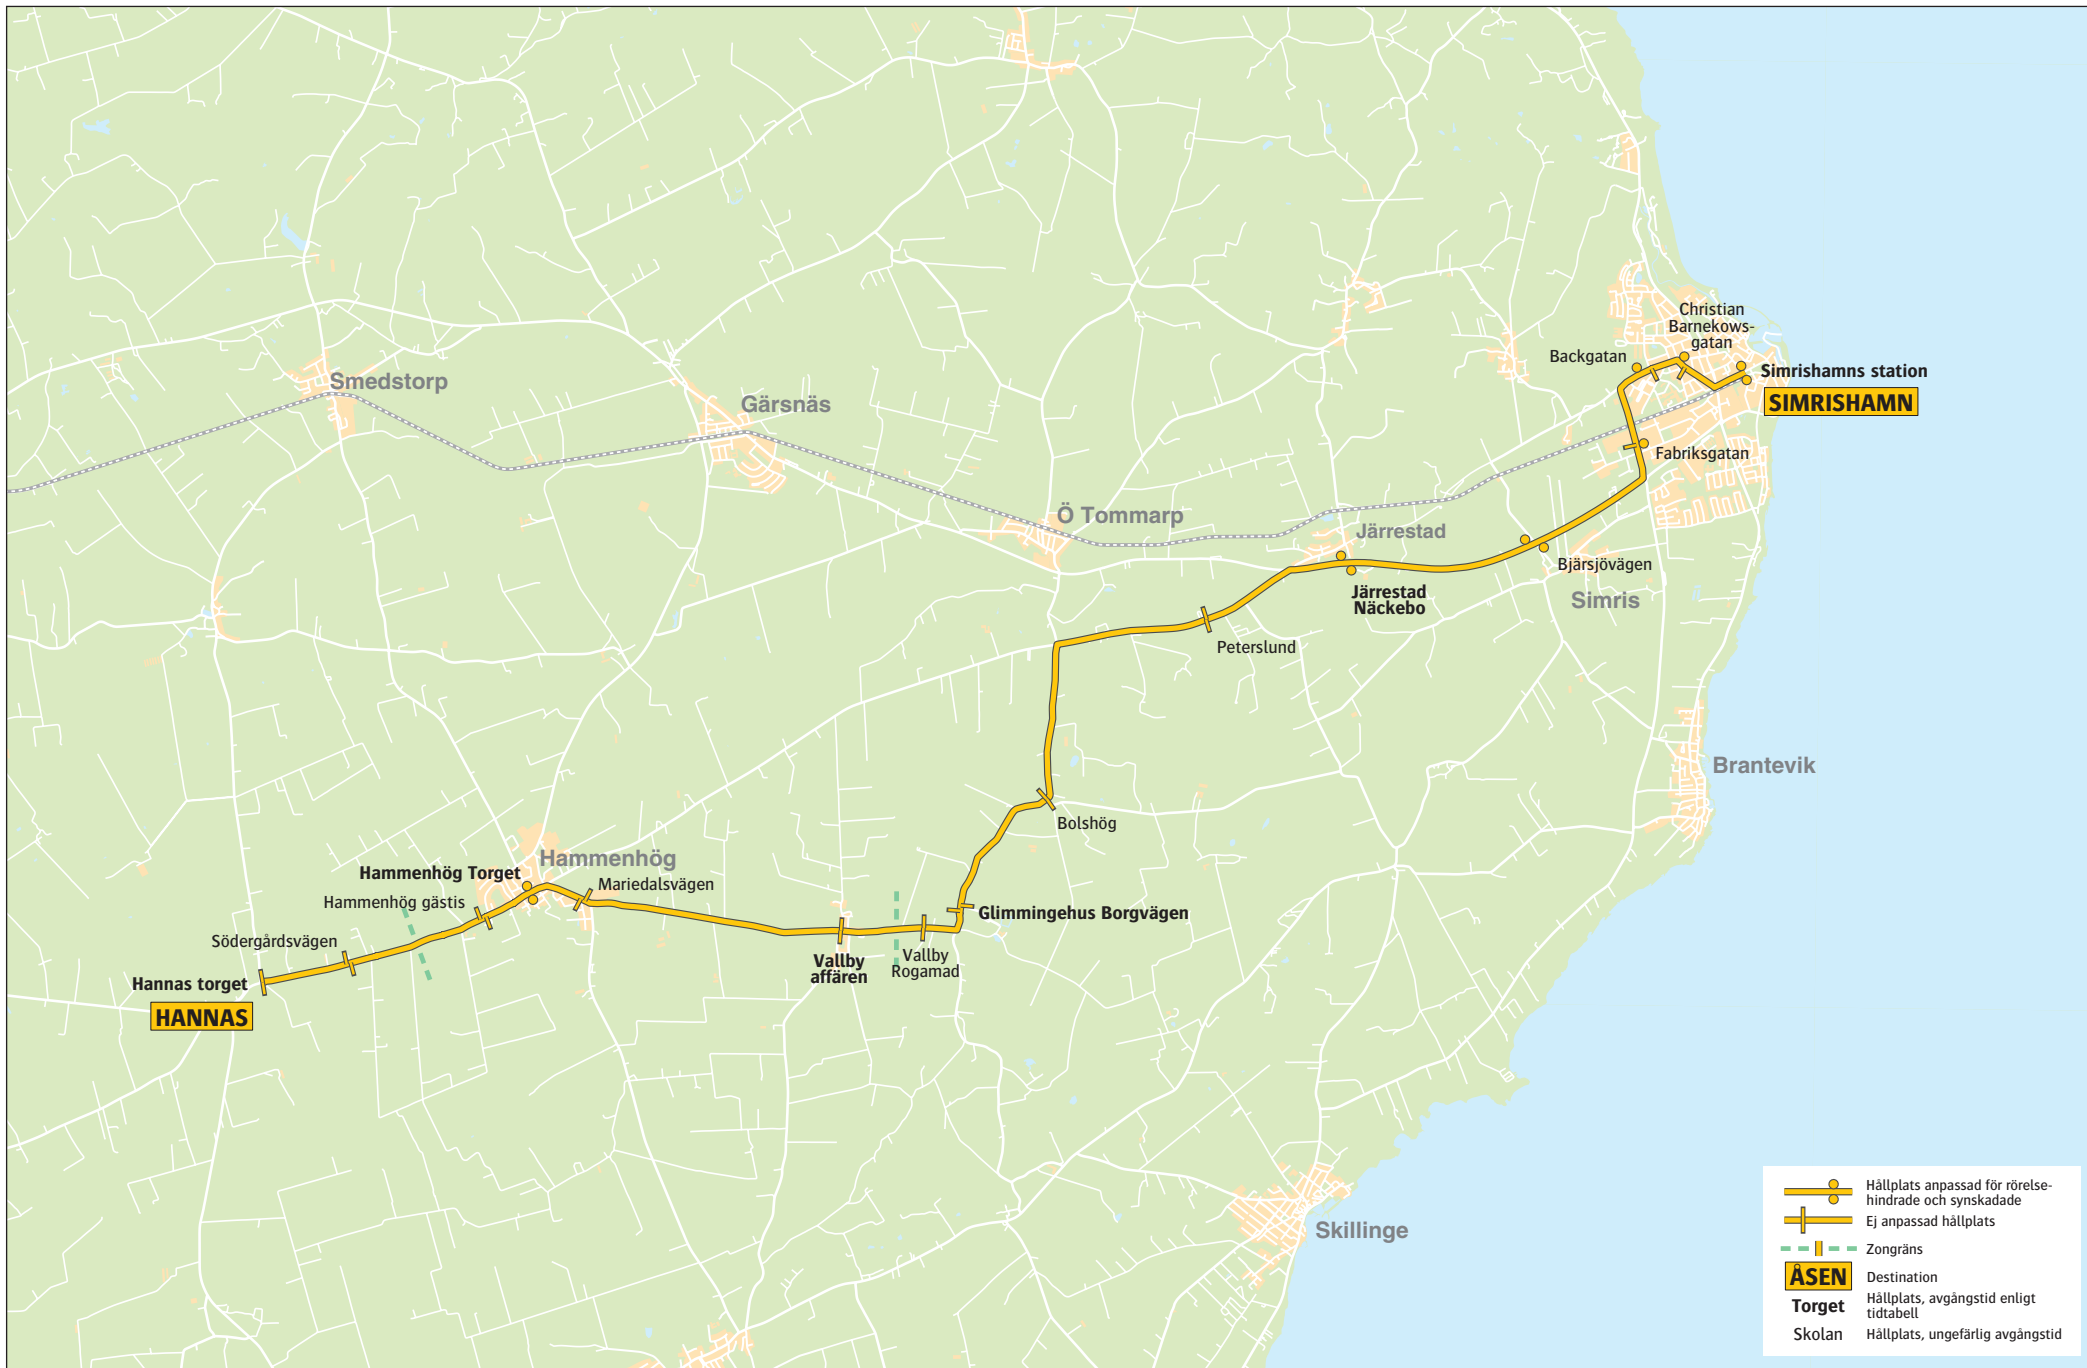 Christian
Barnekows-
gatan
Backgatan
Simrishamns station
SIMRISHAMN
Smedstorp
Gärsnäs
Fabriksgatan
Ö Tommarp
Järrestad
Bjärsjövägen
Järrestad
Näckebo
Simris
Peterslund
Brantevik
Bolshög
Hammenhög
Hammenhög Torget
Mariedalsvägen
Hammenhög gästis
Glimmingehus Borgvägen
Södergårdsvägen
Vallby
affären
Vallby
Rogamad
Hannas torget
HANNAS
Skillinge
Hållplats anpassad för rörelse-
hindrade och synskadade
Ej anpassad hållplats
Zongräns
ÅSEN Destination
Torget Hållplats, avgångstid enligt
tidtabell
Skolan Hållplats, ungefärlig avgångstid